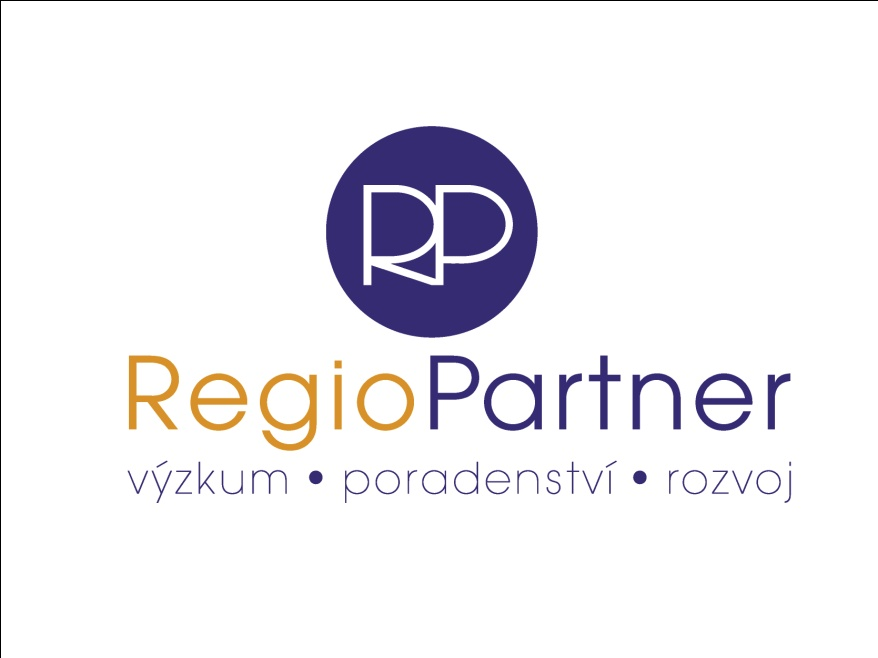 RP
RegioPartner
výzkum • poradenství • rozvoj